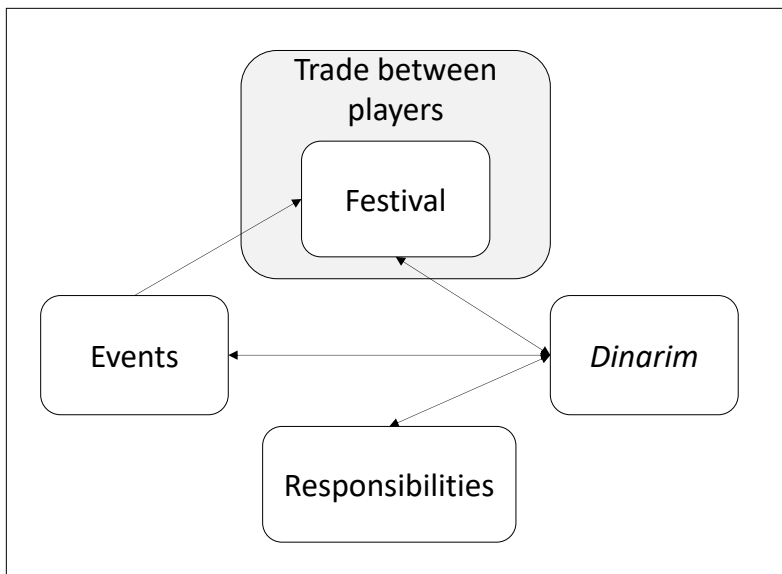 Trade between
players
Festival
Events
Dinarim
Responsibilities